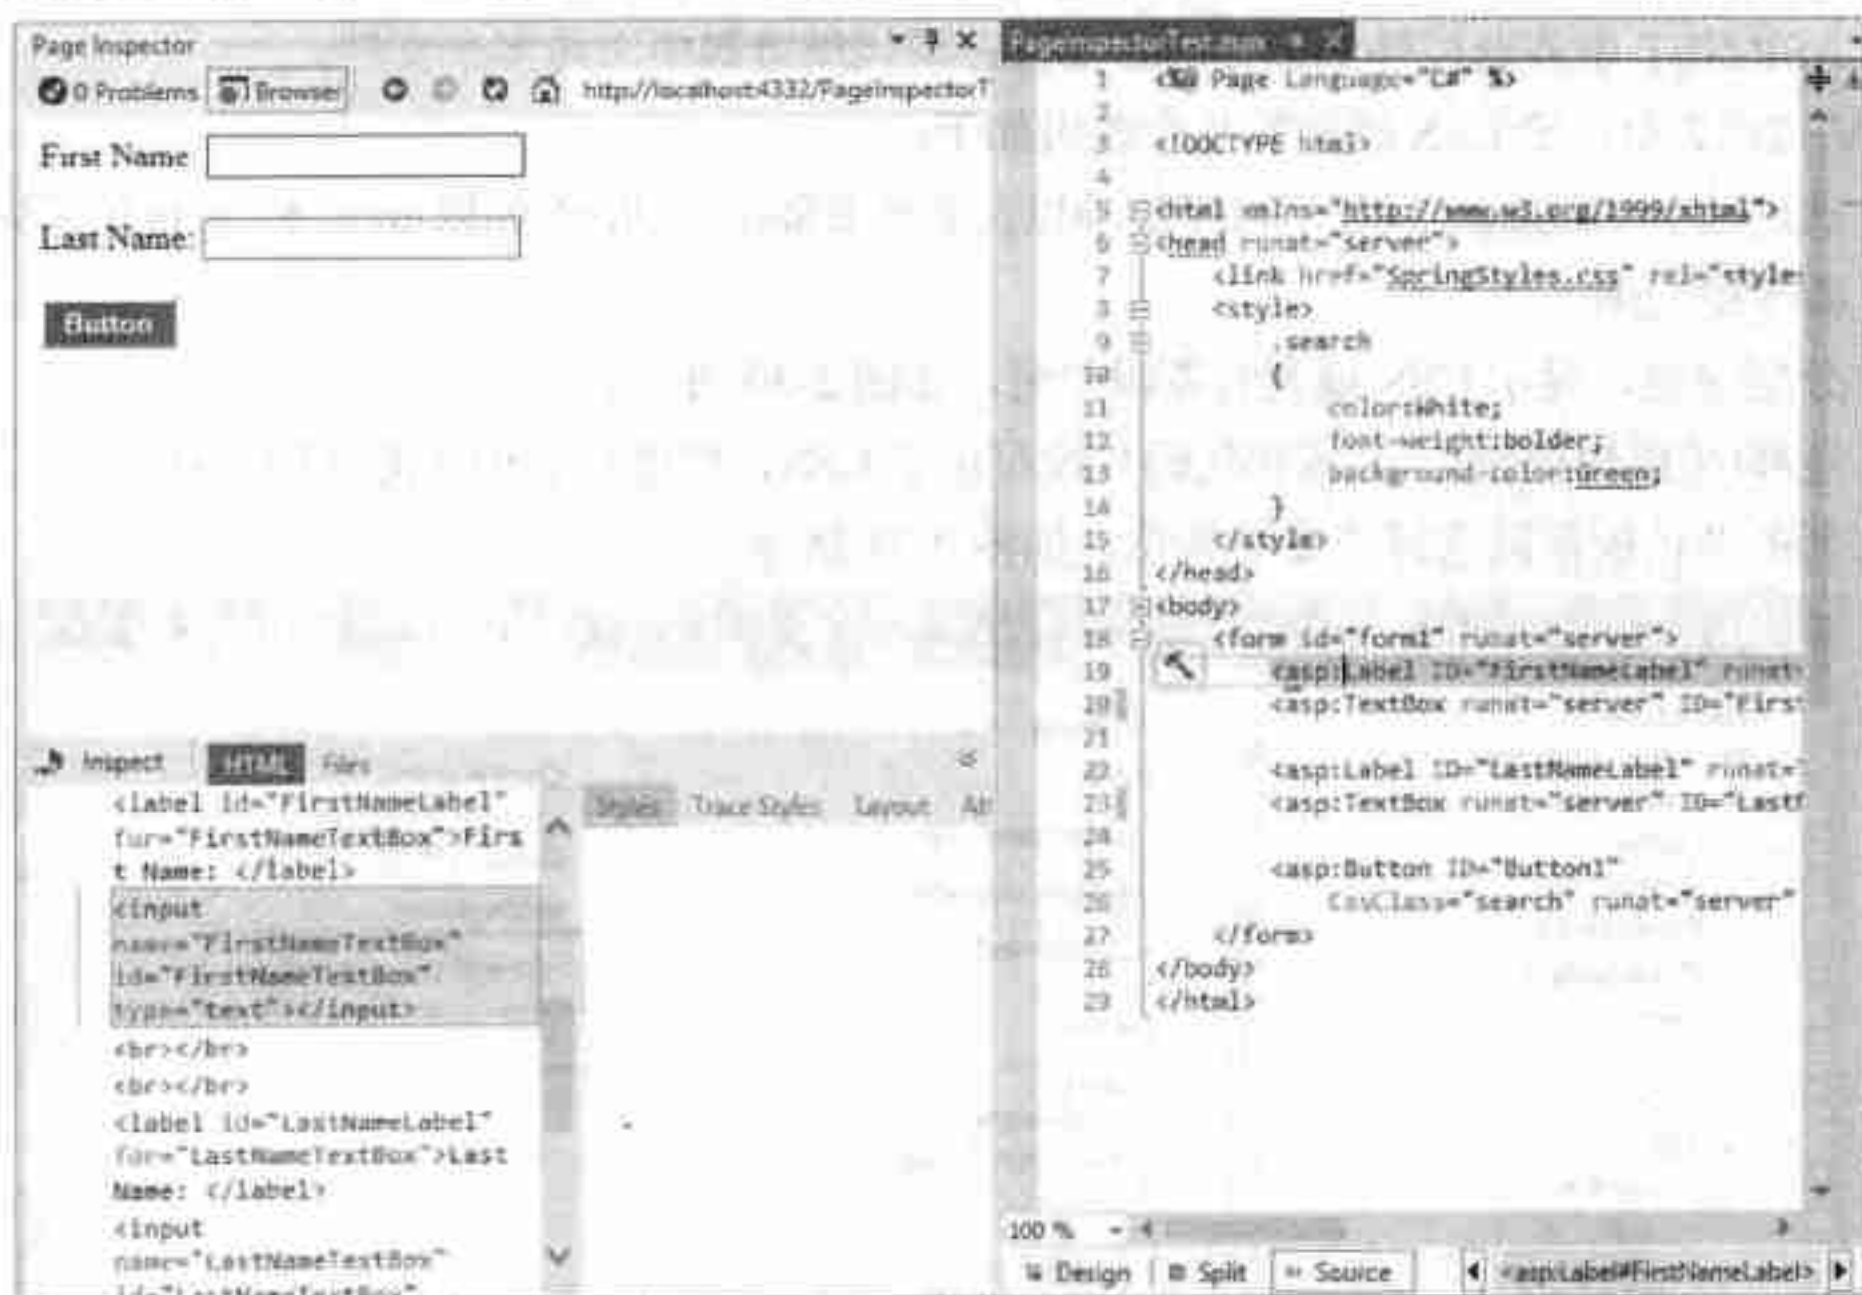 Page Inspector
0 Problems Browser http://localhost:4332/PageInspectorT
First Name
Last Name:
Button
Inspect HTML Files
<label id="FirstNameLabel"
for="FirstNameTextBox">Firs
t Name: </label>
<input
name="FirstNameTextBox"
id="FirstNameTextBox"
type="text"></input>
<br></br>
<br></br>
<label id="LastNameLabel"
for="LastNameTextBox">Last
Name: </label>
<input
name="LastNameTextBox"
id="LastNameTextBox"
Styles Trace Styles Layout At
PageInspectorTest.aspx
1 <%@ Page Language="C#" %>
2
3 <!DOCTYPE html>
4
5 <html xmlns="http://www.w3.org/1999/xhtml">
6 <head runat="server">
7 <link href="SpringStyles.css" rel="style
8 <style>
9 .search
10 {
11 color:White;
12 font-weight:bolder;
13 background-color:Green;
14 }
15 </style>
16 </head>
17 <body>
18 <form id="form1" runat="server">
19 <asp:Label ID="FirstNameLabel" runat=
20 <asp:TextBox runat="server" ID="First
21
22 <asp:Label ID="LastNameLabel" runat="
23 <asp:TextBox runat="server" ID="LastN
24
25 <asp:Button ID="Button1"
26 CssClass="search" runat="server"
27 </form>
28 </body>
29 </html>
100 %
Design Split Source <asp:Label#FirstNameLabel>